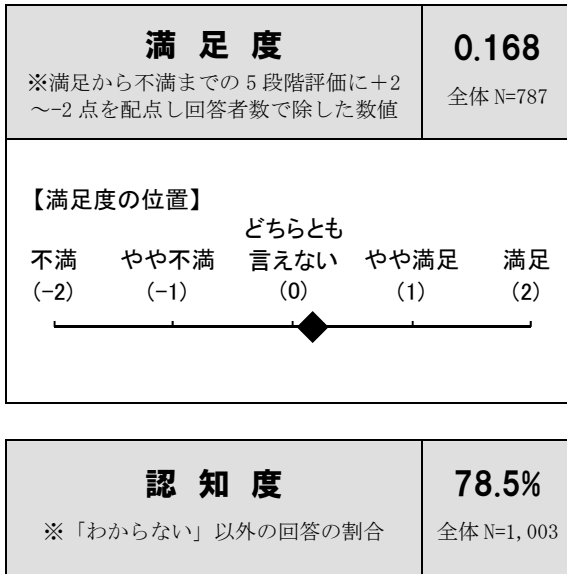 満 足 度
※満足から不満までの 5 段階評価に＋2
～-2 点を配点し回答者数で除した数値
0.168
全体 N=787
【満足度の位置】
どちらとも
不満 やや不満 言えない やや満足 満足
(-2) (-1) (0) (1) (2)
認 知 度
※「わからない」以外の回答の割合
78.5%
全体 N=1,003